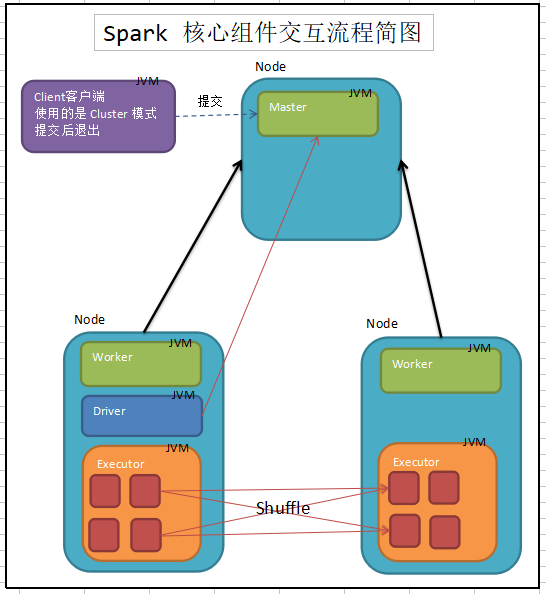 Spark 核心组件交互流程简图
Node
JVM
Client客户端
使用的是 Cluster 模式
提交后退出
提交
JVM
Master
Node
JVM
Worker
JVM
Driver
JVM
Executor
Node
JVM
Worker
JVM
Executor
Shuffle